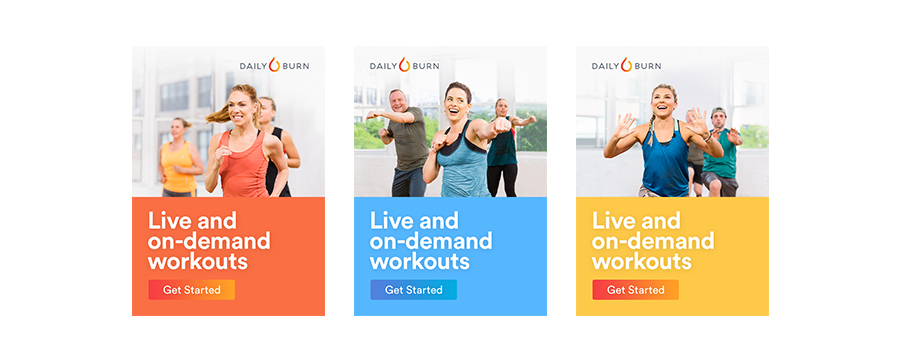 DAILY BURN
Live and
on-demand
workouts
Get Started
DAILY BURN
Live and
on-demand
workouts
Get Started
DAILY BURN
Live and
on-demand
workouts
Get Started